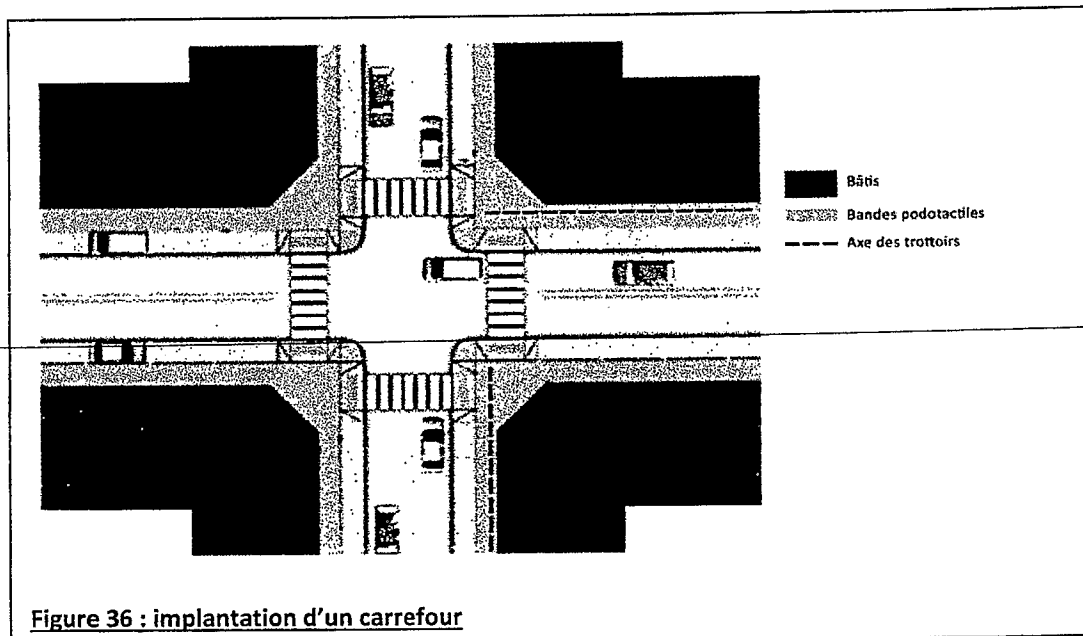 Bâtis
Bandes podotactiles
Axe des trottoirs
Figure 36 : implantation d'un carrefour